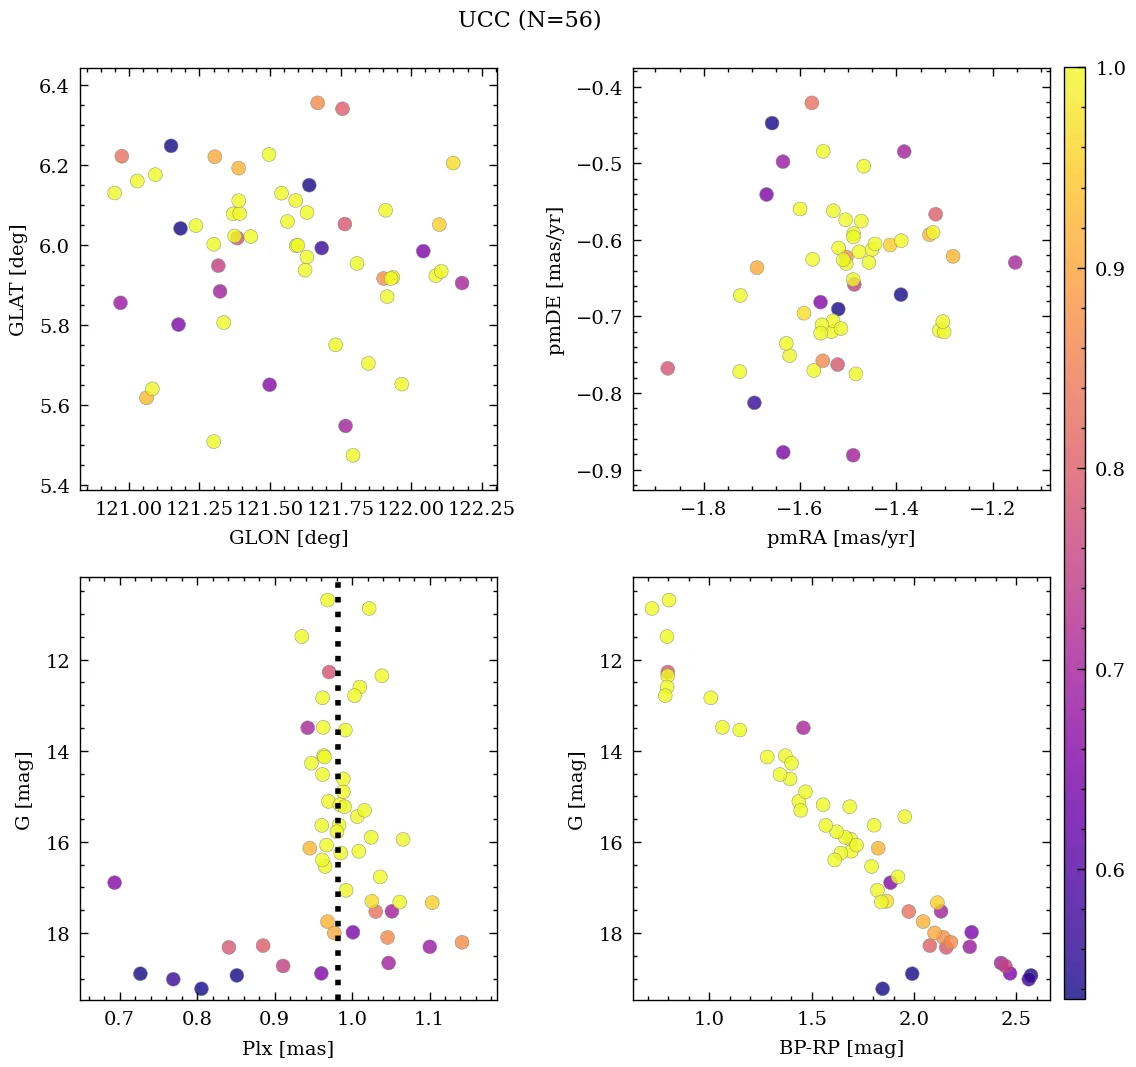 UCC (N=56)
6.4
6.2
6.0
5.8
5.6
5.4
GLAT [deg]
121.00 121.25 121.50 121.75 122.00 122.25
GLON [deg]
−0.4
−0.5
−0.6
−0.7
−0.8
−0.9
pmDE [mas/yr]
−1.8 −1.6 −1.4 −1.2
pmRA [mas/yr]
12
14
16
18
G [mag]
0.7 0.8 0.9 1.0 1.1
Plx [mas]
12
14
16
18
G [mag]
1.0 1.5 2.0 2.5
BP-RP [mag]
1.0
0.9
0.8
0.7
0.6